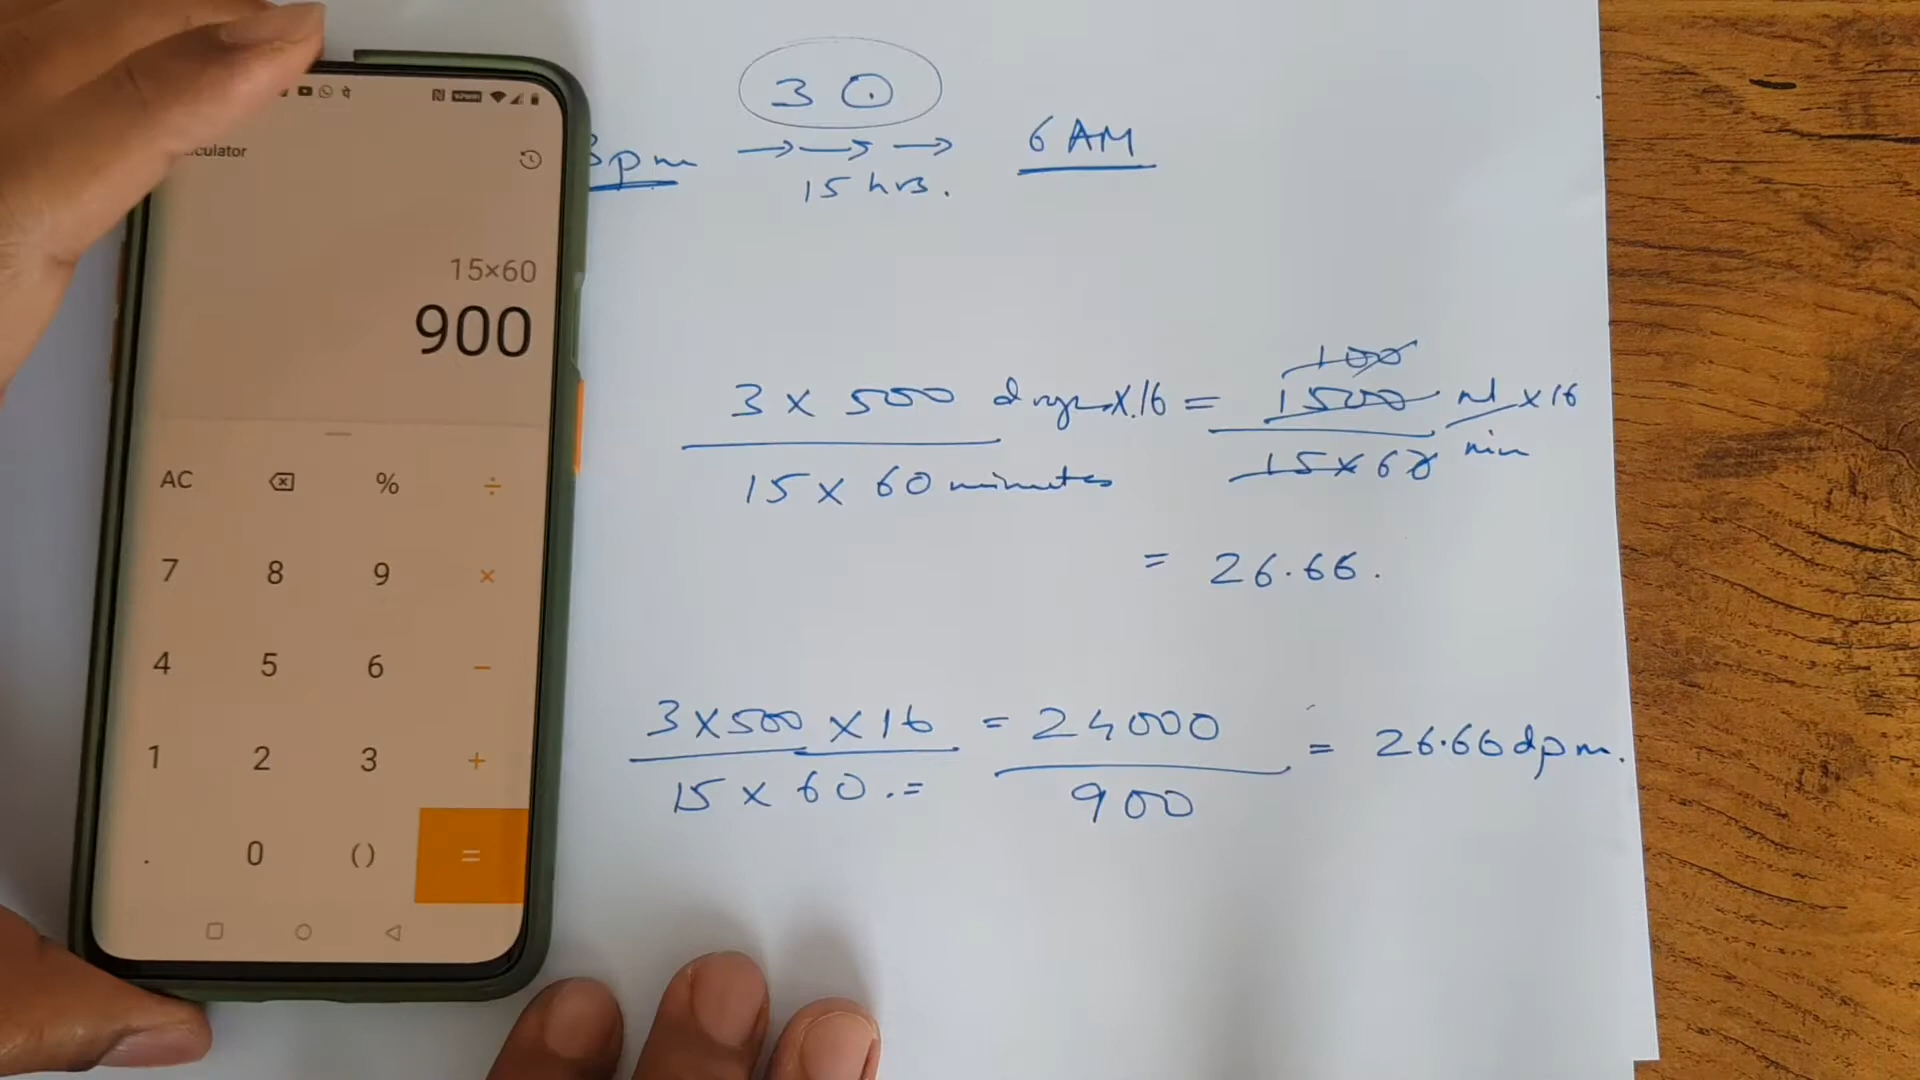 15×60
900
AC % ÷
7 8 9 ×
4 5 6 −
1 2 3 +
. 0 () =
30
3pm →→→ 6 AM
15 hrs.
3 × 500 drops × 16 = 1500 ml × 16
15 × 60 minutes 15 × 60 min
100
= 26.66.
3 × 500 × 16 = 24000 = 26.66 dpm.
15 × 60 . = 900